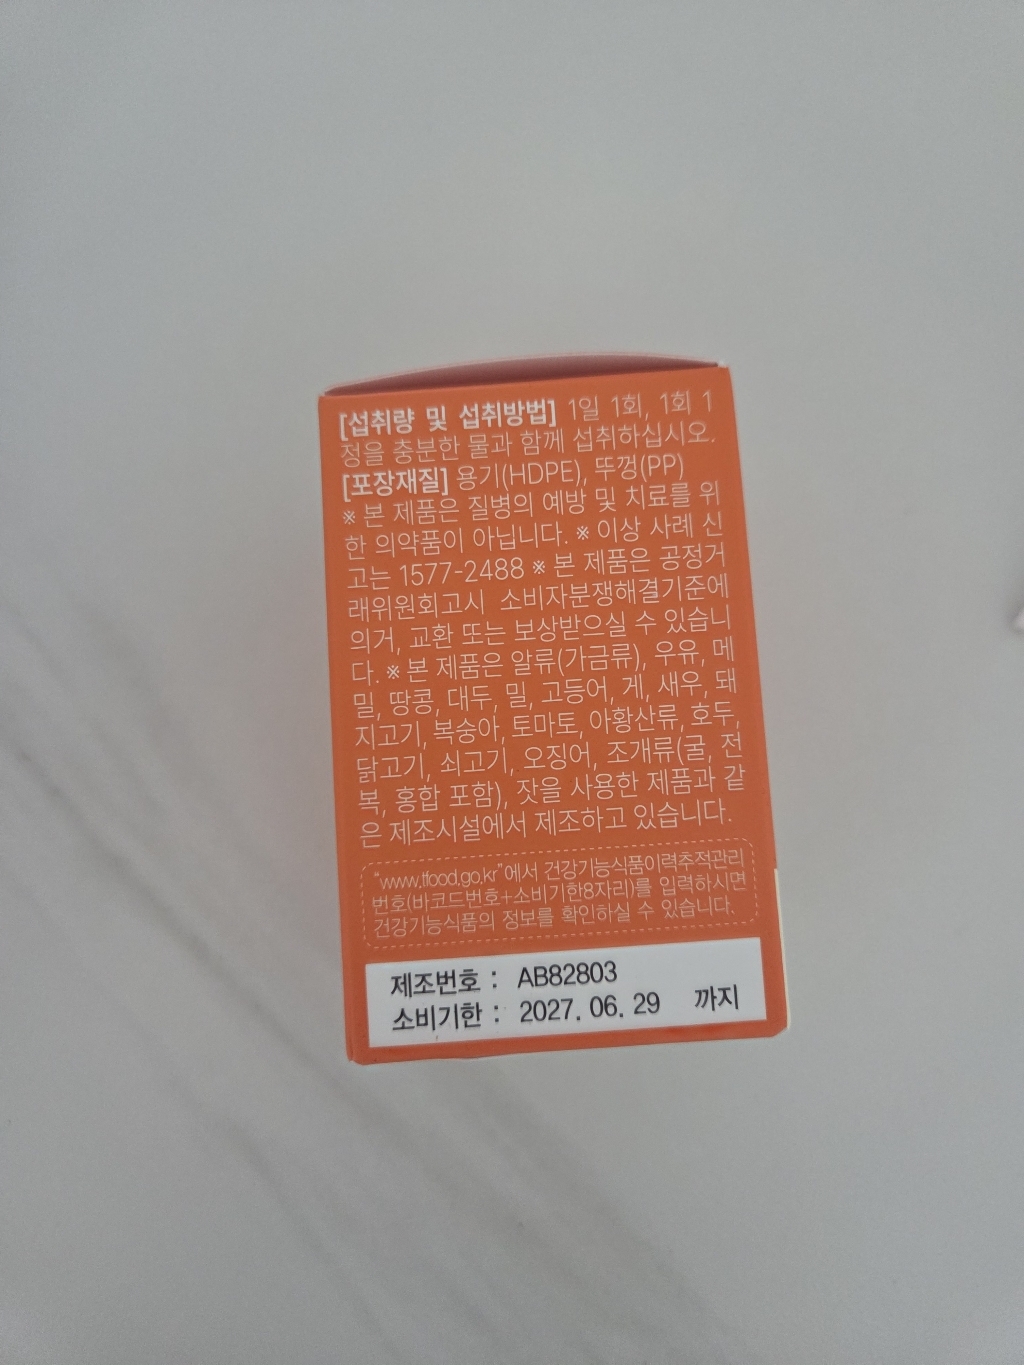 [섭취량 및 섭취방법] 1일 1회, 1회 1
정을 충분한 물과 함께 섭취하십시오.
[포장재질] 용기(HDPE), 뚜껑(PP)
※ 본 제품은 질병의 예방 및 치료를 위
한 의약품이 아닙니다. ※ 이상 사례 신
고는 1577-2488 ※ 본 제품은 공정거
래위원회고시 소비자분쟁해결기준에
의거, 교환 또는 보상받으실 수 있습니
다. ※ 본 제품은 알류(가금류), 우유, 메
밀, 땅콩, 대두, 밀, 고등어, 게, 새우, 돼
지고기, 복숭아, 토마토, 아황산류, 호두,
닭고기, 쇠고기, 오징어, 조개류(굴, 전
복, 홍합 포함), 잣을 사용한 제품과 같
은 제조시설에서 제조하고 있습니다.
"www.tfood.go.kr"에서 건강기능식품이력추적관리
번호(바코드번호+소비기한8자리)를 입력하시면
건강기능식품의 정보를 확인하실 수 있습니다.
제조번호 : AB82803
소비기한 : 2027. 06. 29 까지